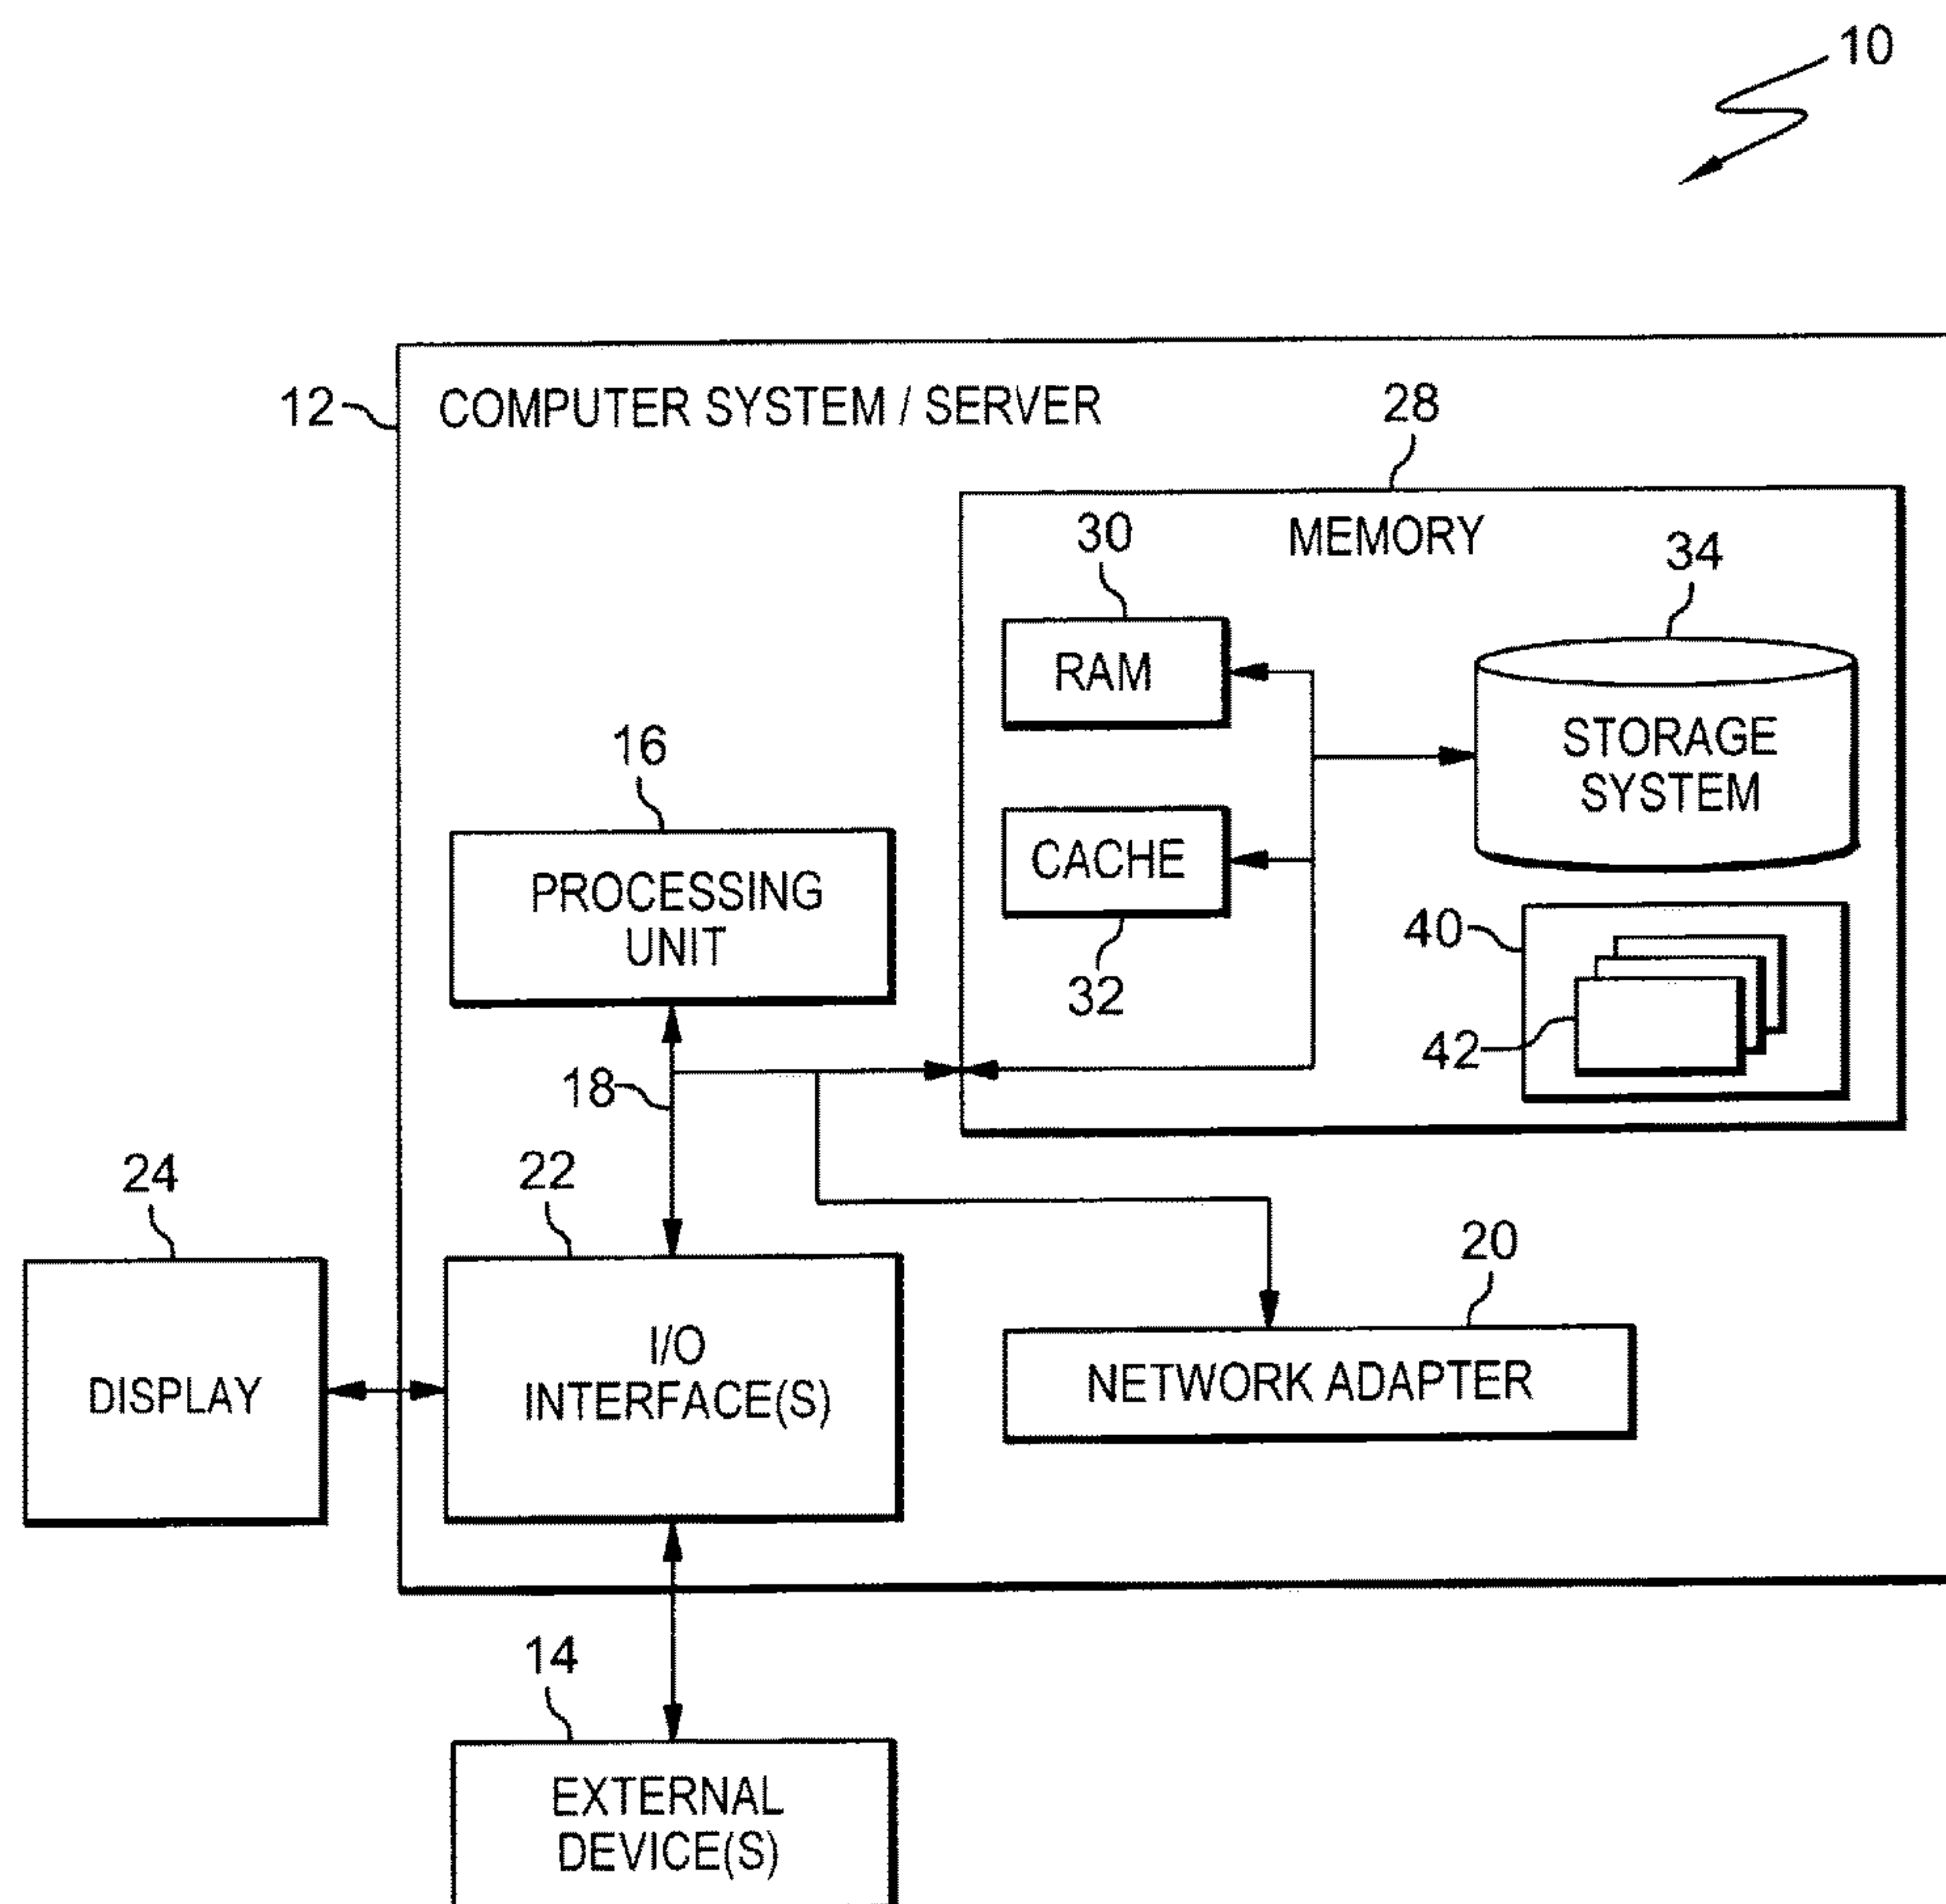 10
12
COMPUTER SYSTEM / SERVER
28
MEMORY
30
34
RAM
STORAGE
SYSTEM
16
CACHE
PROCESSING
UNIT
32
40
42
18
24
22
20
DISPLAY
I/O
INTERFACE(S)
NETWORK ADAPTER
14
EXTERNAL
DEVICE(S)